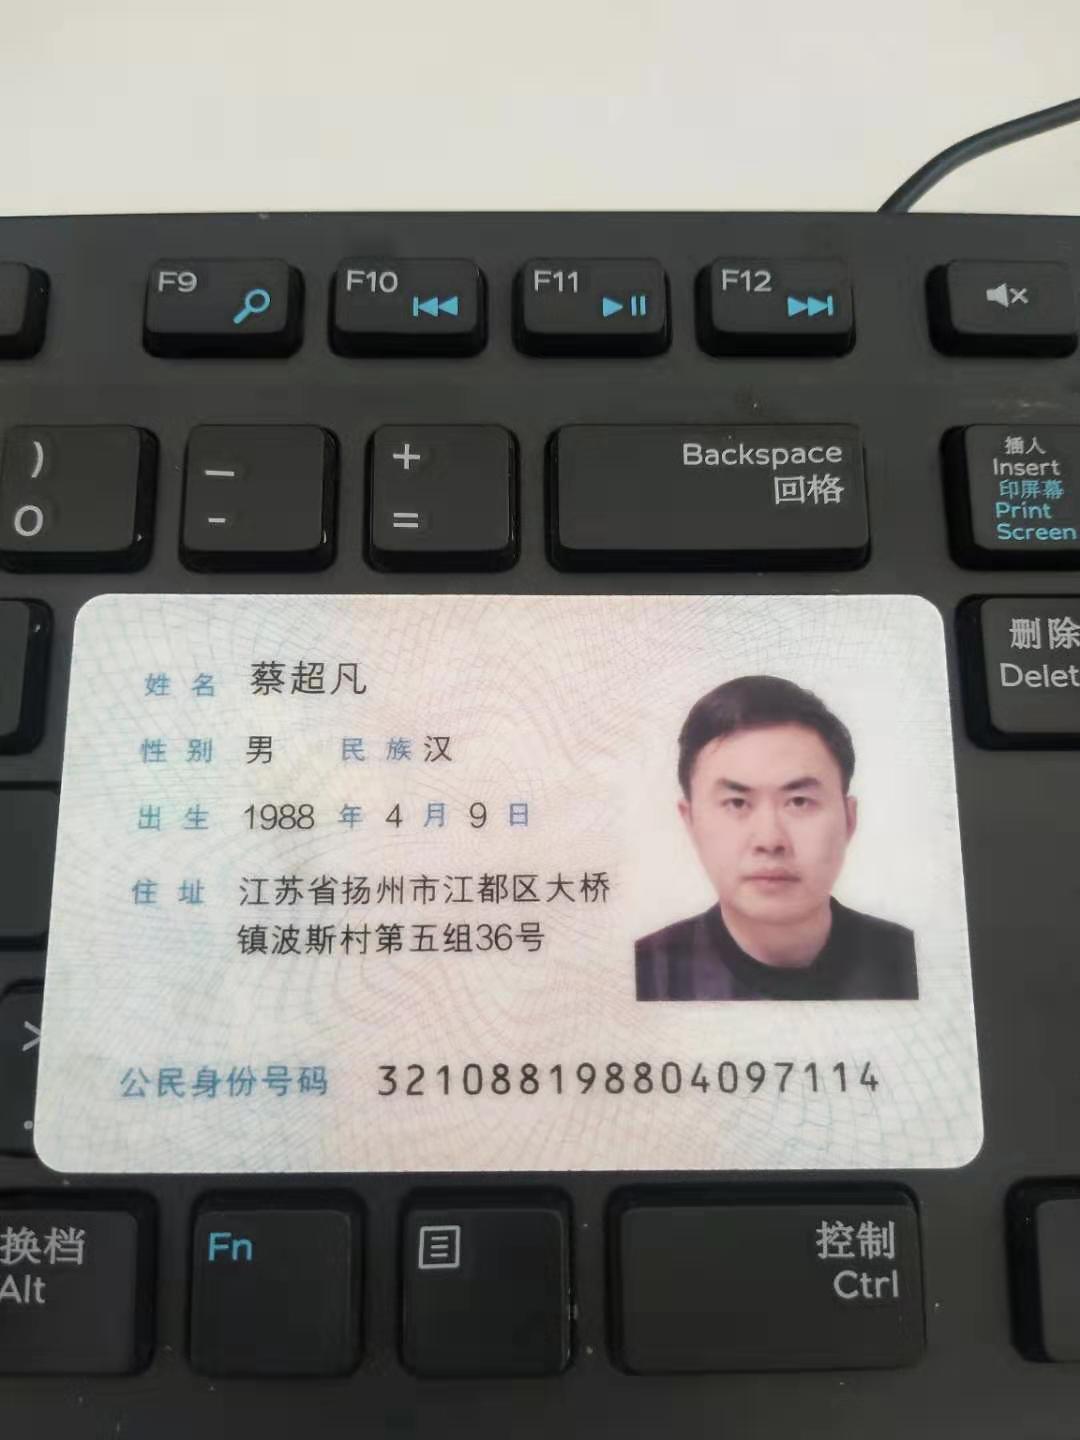 F9
F10
F11
F12
)
0
_
-
+
=
Backspace
回格
插入
Insert
印屏幕
Print
Screen
删除
姓名 蔡超凡
性别 男 民族 汉
出生 1988 年 4 月 9 日
住址 江苏省扬州市江都区大桥
镇波斯村第五组36号
公民身份号码 321088198804097114
>
.
换档
Alt
Fn
控制
Ctrl